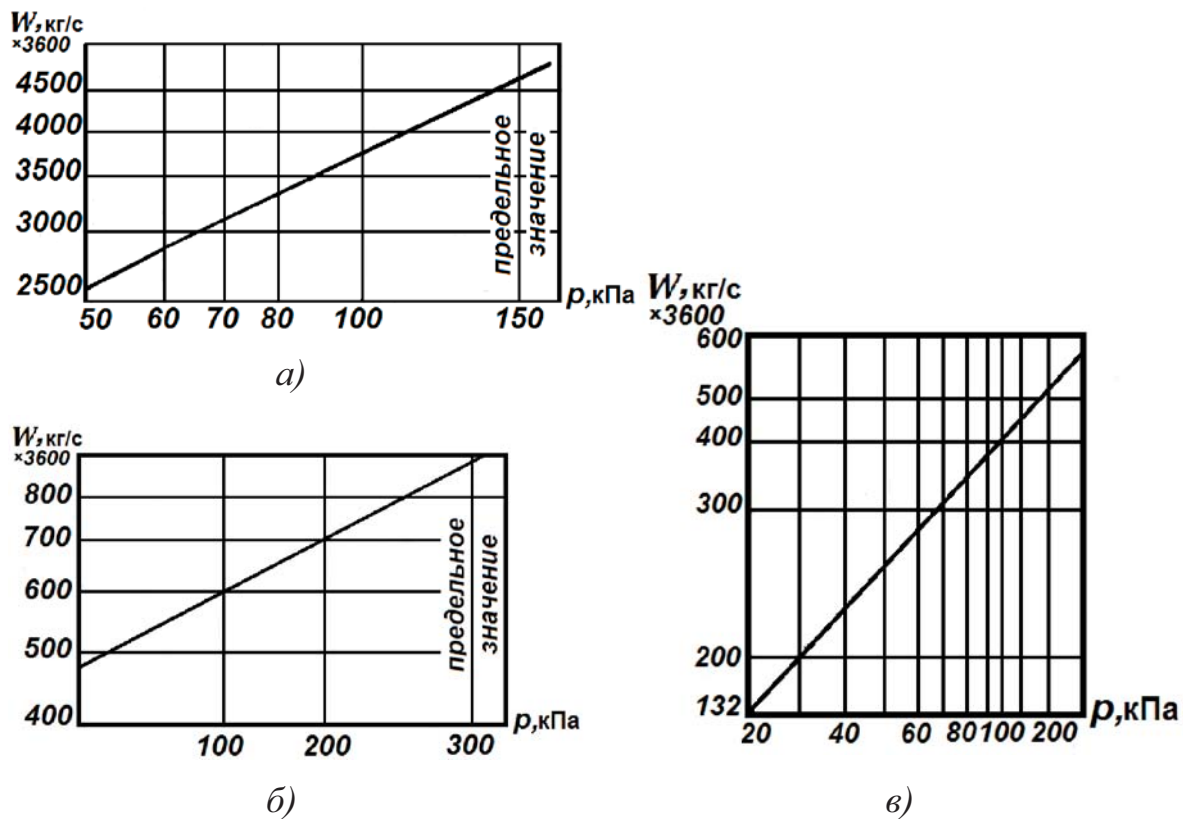 W, кг/с
×3600
4500
4000
3500
3000
2500
предельное
значение
50 60 70 80 100 150 p,кПа
а)
W, кг/с
×3600
800
700
600
500
400
предельное
значение
100 200 300 p,кПа
б)
W, кг/с
×3600
600
500
400
300
200
132
20 40 60 80 100 200 p,кПа
в)